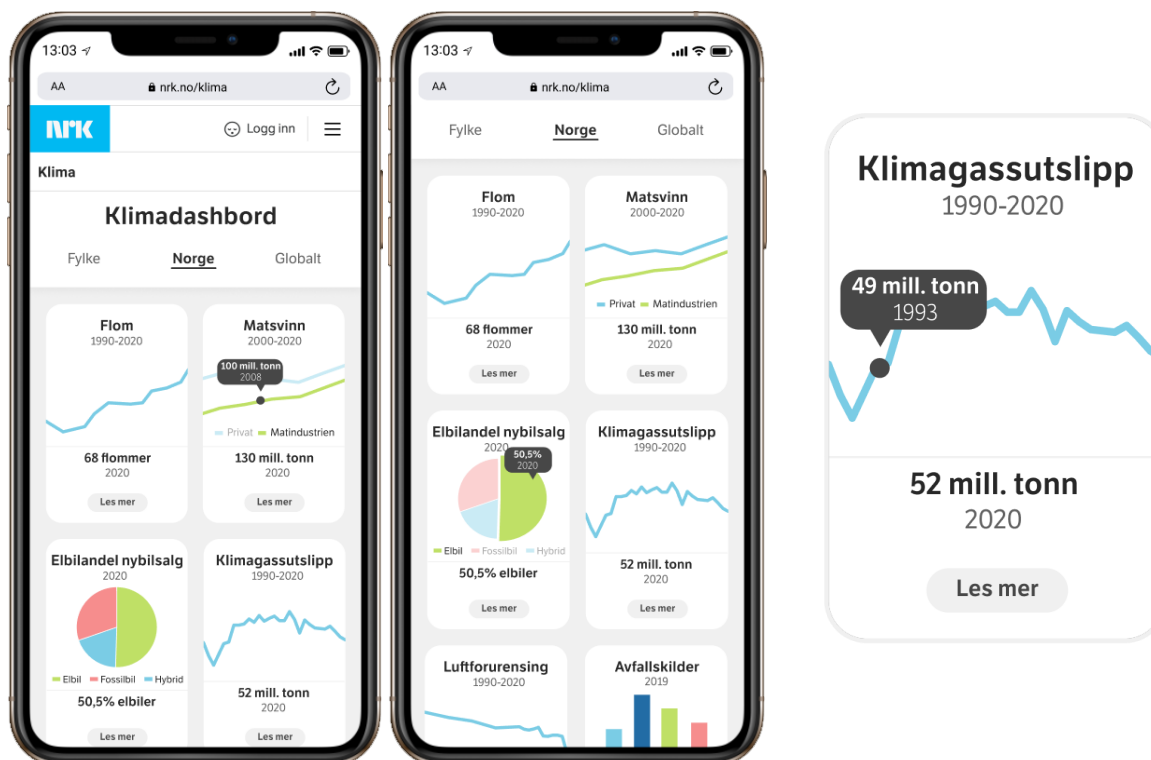 13:03
AA
nrk.no/klima
NRK
Logg inn
Klima
Klimadashbord
Fylke
Norge
Globalt
Flom
1990-2020
68 flommer
2020
Les mer
Matsvinn
2000-2020
100 mill. tonn
2008
Privat
Matindustrien
130 mill. tonn
2020
Les mer
Elbilandel nybilsalg
2020
Elbil
Fossilbil
Hybrid
50,5% elbiler
Les mer
Klimagassutslipp
1990-2020
52 mill. tonn
2020
Les mer
13:03
AA
nrk.no/klima
Fylke
Norge
Globalt
Flom
1990-2020
68 flommer
2020
Les mer
Matsvinn
2000-2020
Privat
Matindustrien
130 mill. tonn
2020
Les mer
Elbilandel nybilsalg
2020
50,5%
2020
Elbil
Fossilbil
Hybrid
50,5% elbiler
Les mer
Klimagassutslipp
1990-2020
52 mill. tonn
2020
Les mer
Luftforurensing
1990-2020
Avfallskilder
2019
Klimagassutslipp
1990-2020
49 mill. tonn
1993
52 mill. tonn
2020
Les mer